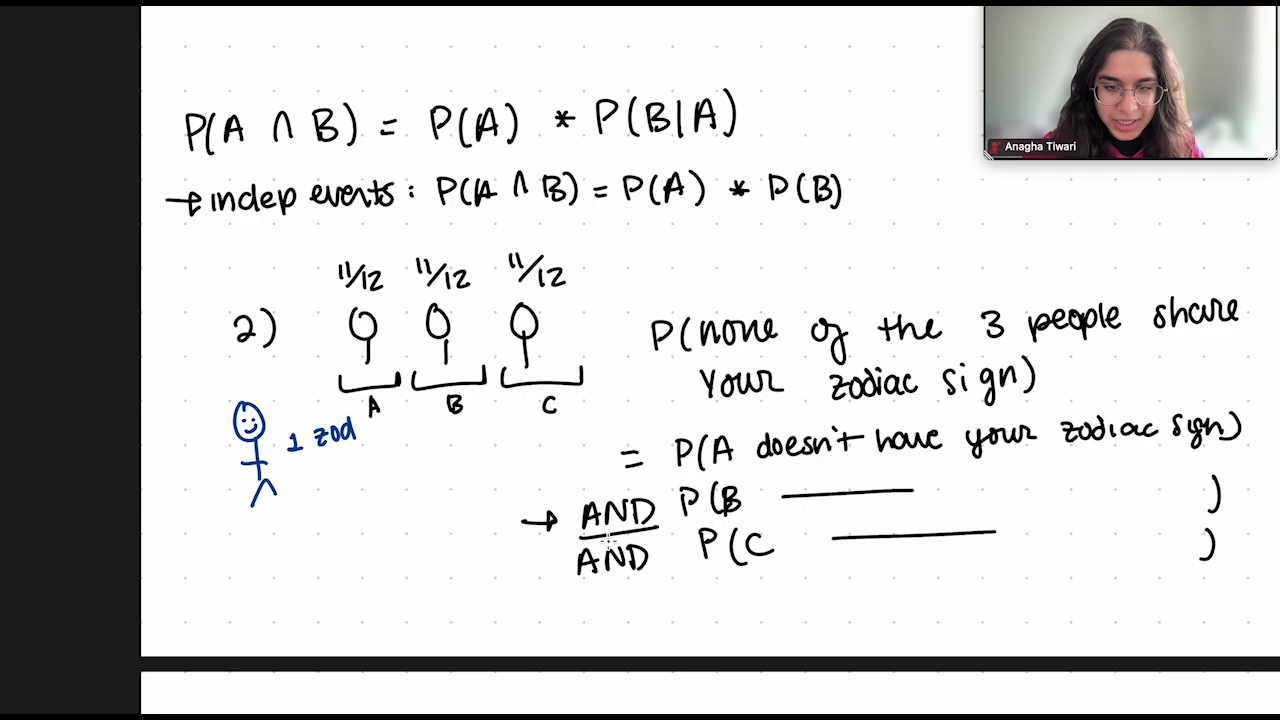 P(A ∩ B) = P(A) * P(B|A)
→ indep events: P(A ∩ B) = P(A) * P(B)
11/12 11/12 11/12
2)
A B C
1 zod
P(none of the 3 people share
your zodiac sign)
= P(A doesn't have your zodiac sign)
→ AND P(B )
AND P(C )
Anagha Tiwari